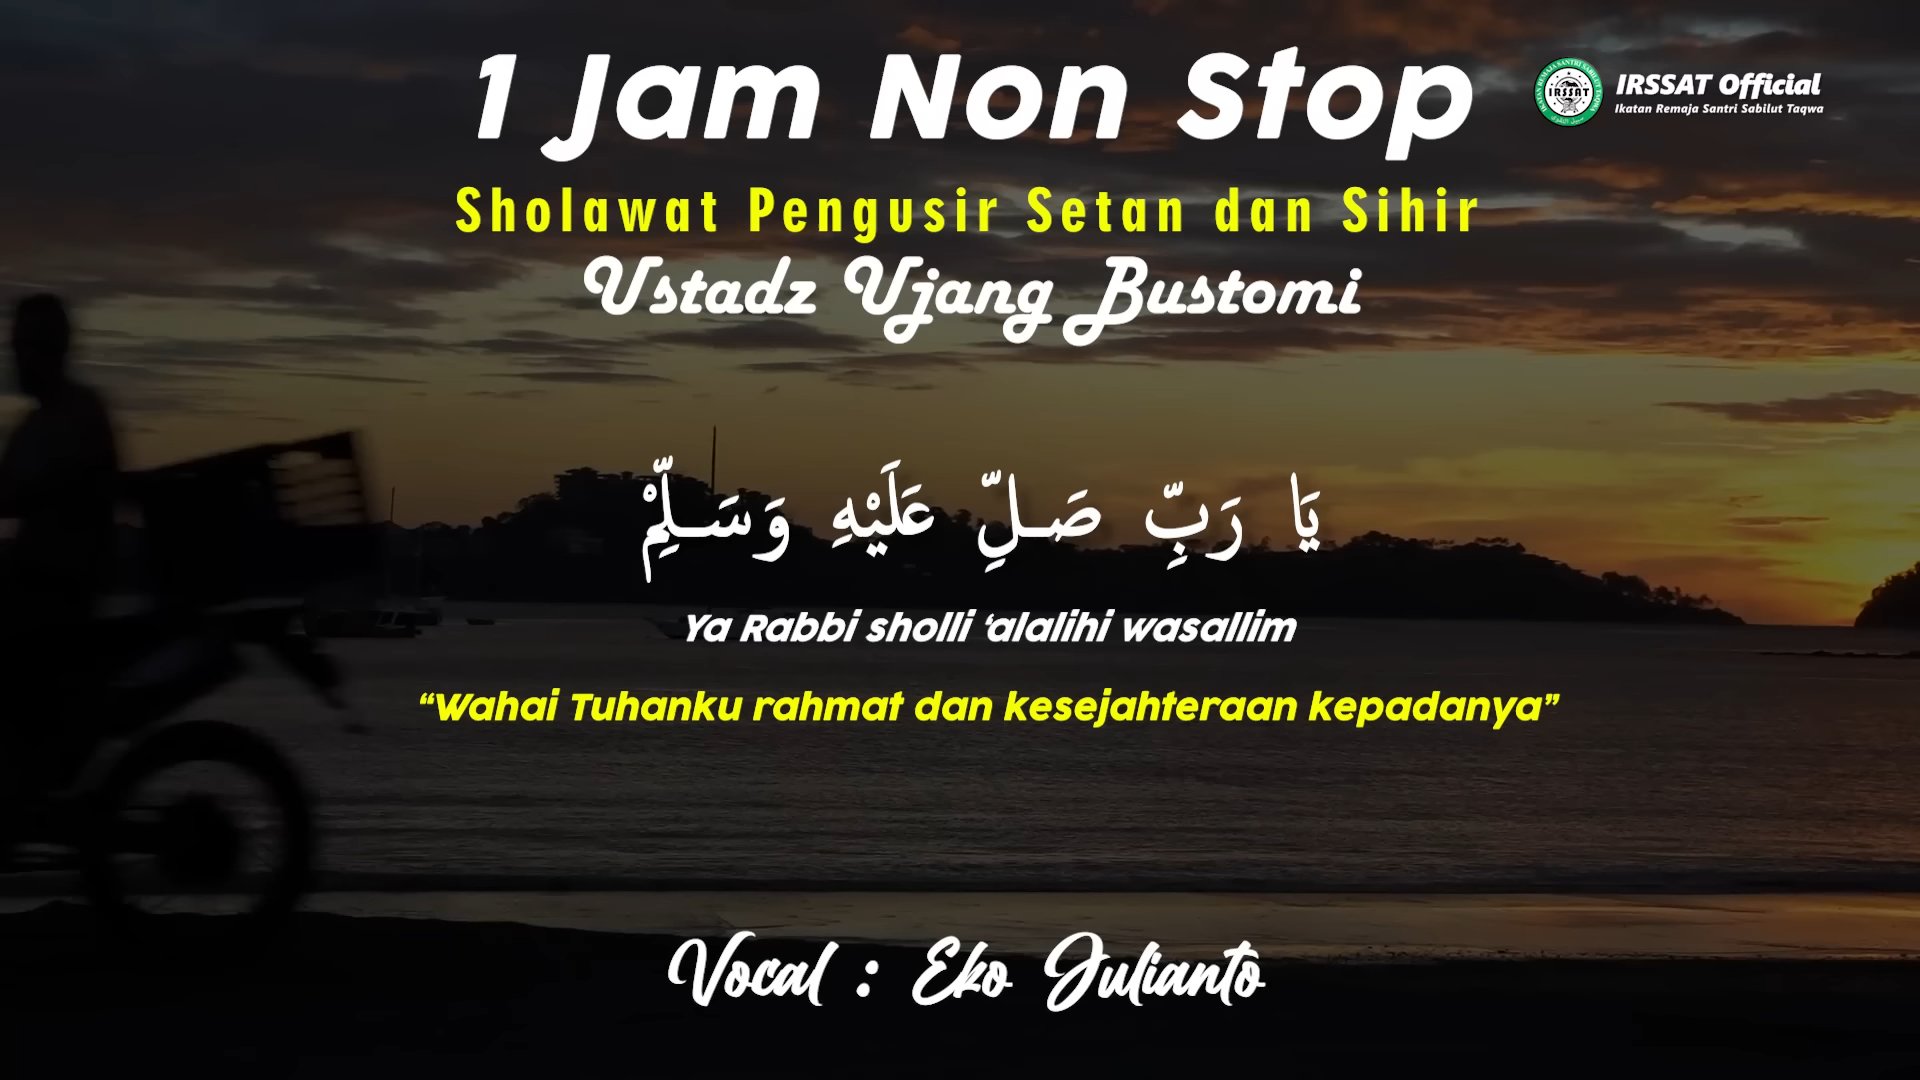 1 Jam Non Stop
IRSSAT Official
Ikatan Remaja Santri Sabilut Taqwa
IRSSAT
Sholawat Pengusir Setan dan Sihir
Ustadz Ujang Bustomi
يَا رَبِّ صَلِّ عَلَيْهِ وَسَلِّمْ
Ya Rabbi sholli ‘alalihi wasallim
“Wahai Tuhanku rahmat dan kesejahteraan kepadanya”
Vocal : Eko Julianto